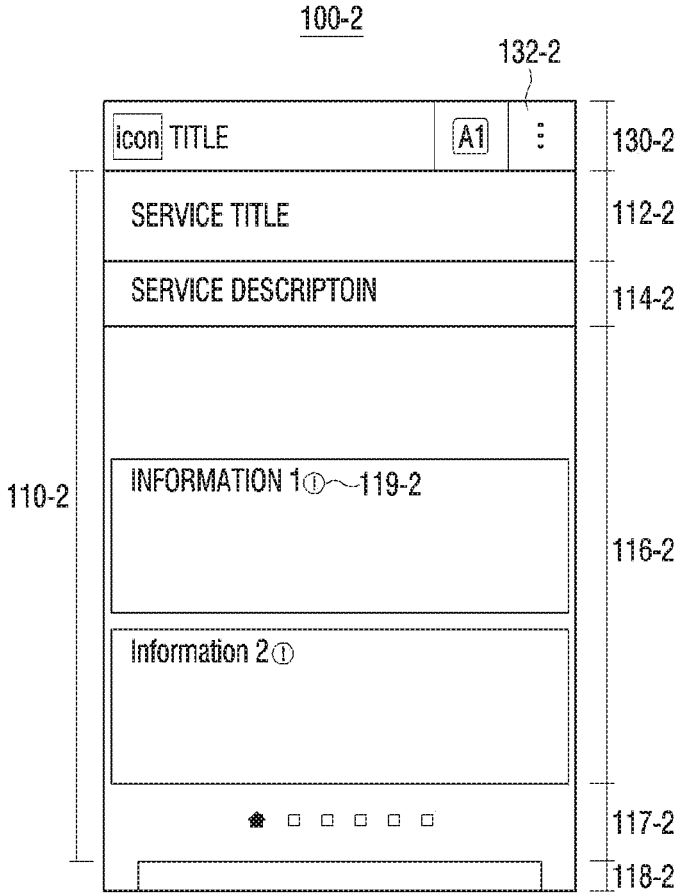 100-2
132-2
icon TITLE A1 130-2
SERVICE TITLE 112-2
SERVICE DESCRIPTOIN 114-2
INFORMATION 1 119-2
110-2
116-2
Information 2
117-2
118-2